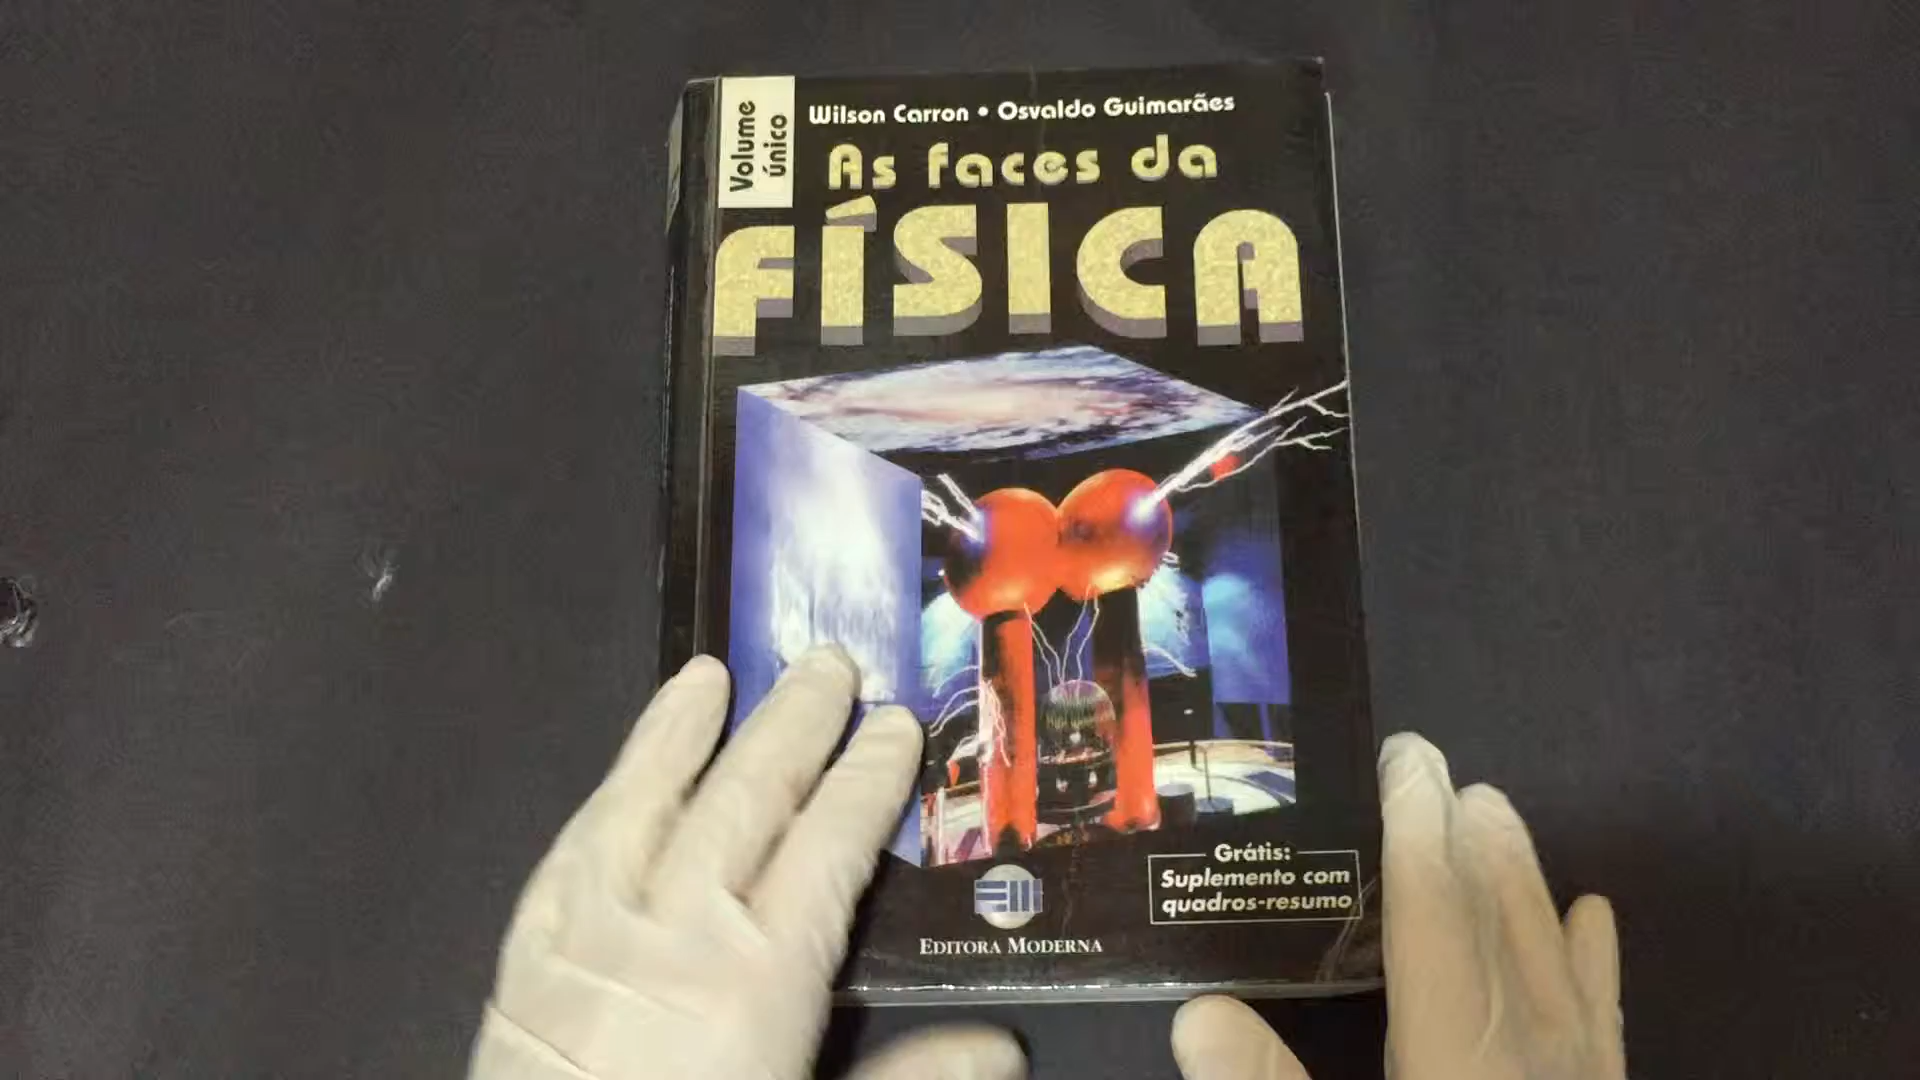 Volume
único
Wilson Carron • Osvaldo Guimarães
As faces da
FÍSICA
Grátis:
Suplemento com
quadros-resumo
EDITORA MODERNA